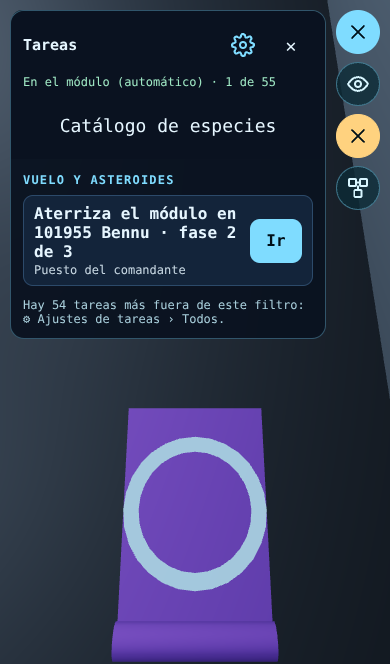 Tareas
En el módulo (automático) · 1 de 55
Catálogo de especies
VUELO Y ASTEROIDES
Aterriza el módulo en
101955 Bennu · fase 2
de 3
Ir
Puesto del comandante
Hay 54 tareas más fuera de este filtro:
⚙ Ajustes de tareas › Todos.